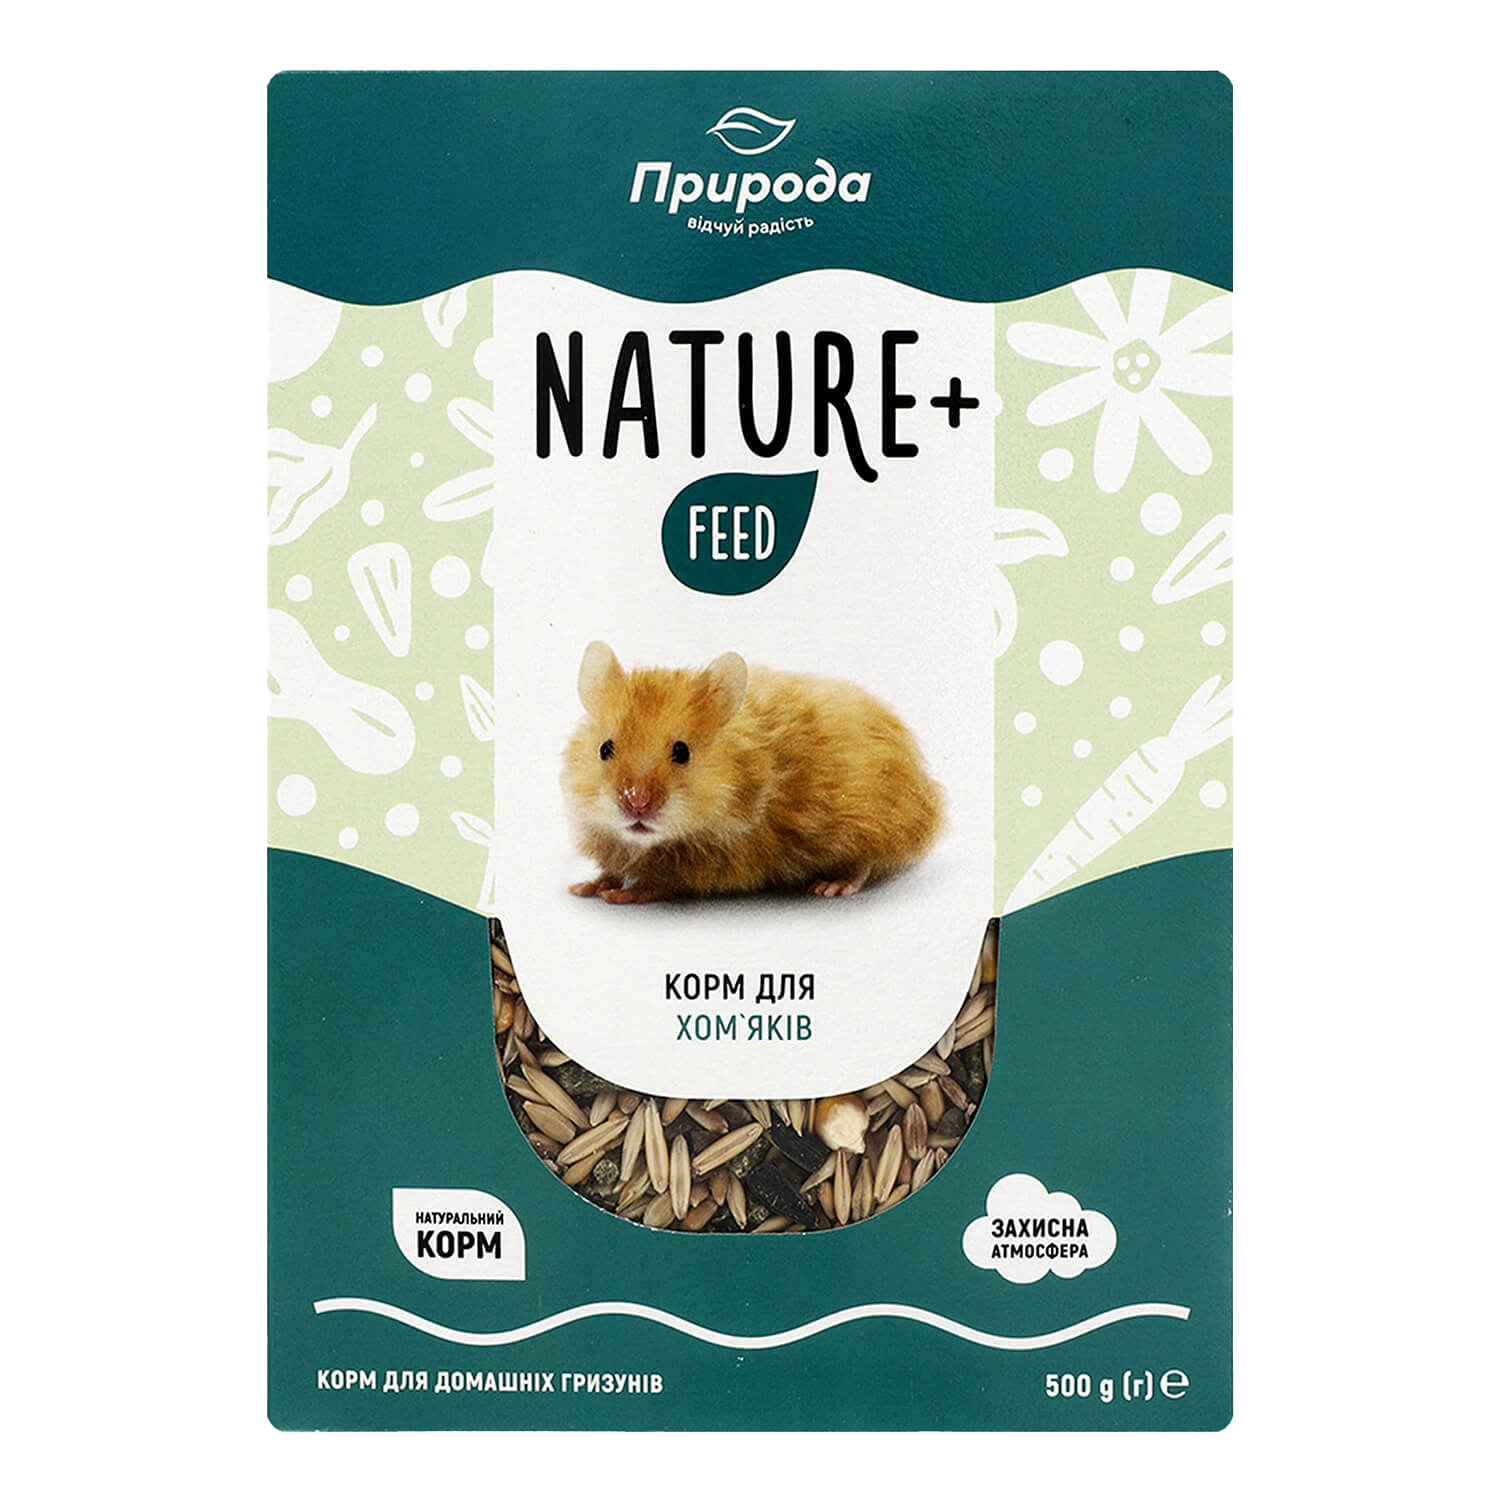 Природа
відчуй радість
NATURE+
FEED
КОРМ ДЛЯ
ХОМ`ЯКІВ
НАТУРАЛЬНИЙ
КОРМ
ЗАХИСНА
АТМОСФЕРА
КОРМ ДЛЯ ДОМАШНІХ ГРИЗУНІВ
500 g (г) ℮